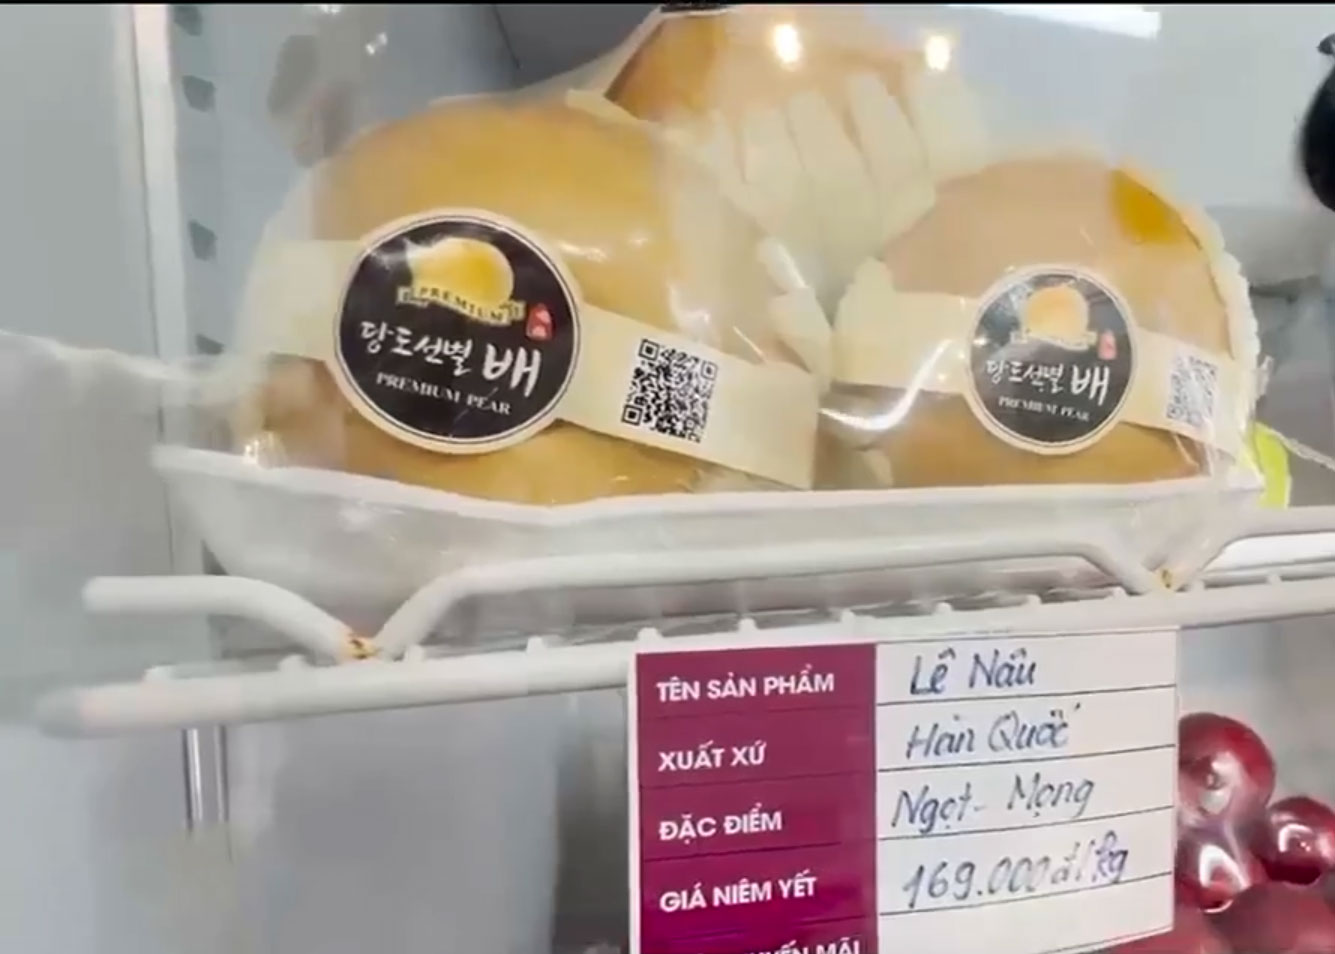 PREMIUM
당도선별 배
PREMIUM PEAR
당도선별 배
PREMIUM PEAR
TÊN SẢN PHẨM Lê Nâu
XUẤT XỨ Hàn Quốc
ĐẶC ĐIỂM Ngọt - Mọng
GIÁ NIÊM YẾT 169.000đ/kg
MÃI